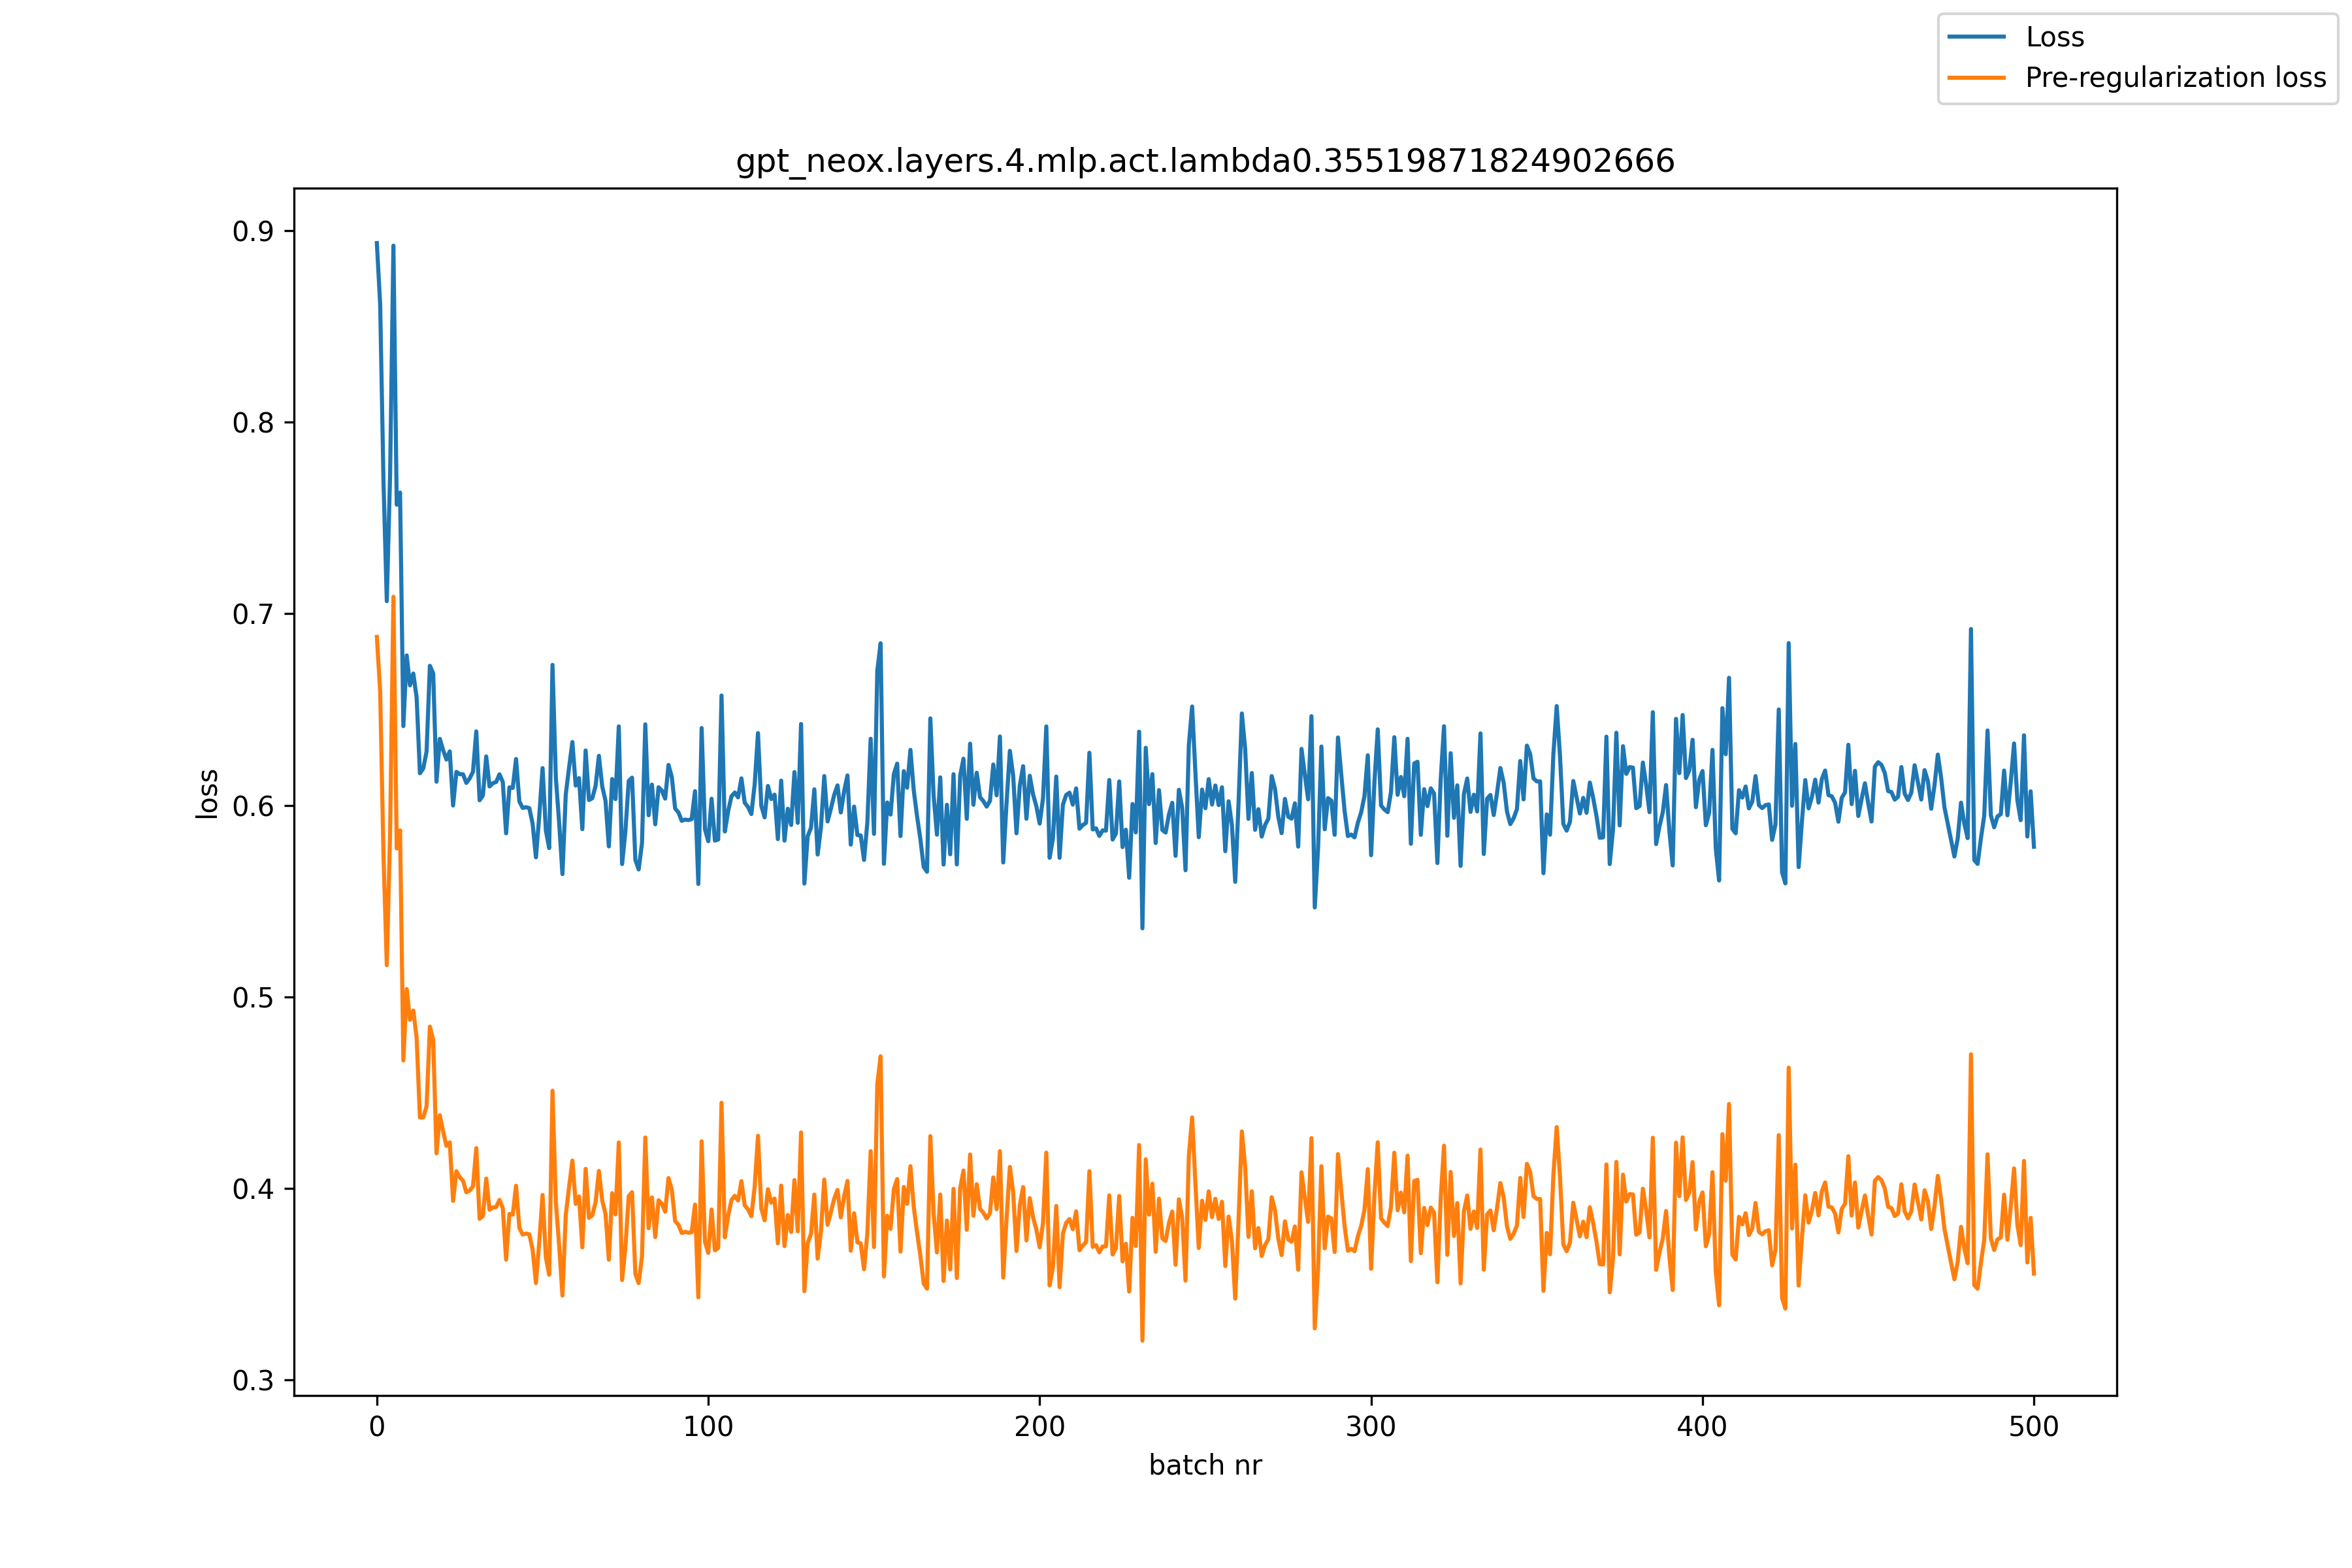 Loss
Pre-regularization loss
gpt_neox.layers.4.mlp.act.lambda0.35519871824902666
0.9
0.8
0.7
0.6
0.5
0.4
0.3
loss
0 100 200 300 400 500
batch nr